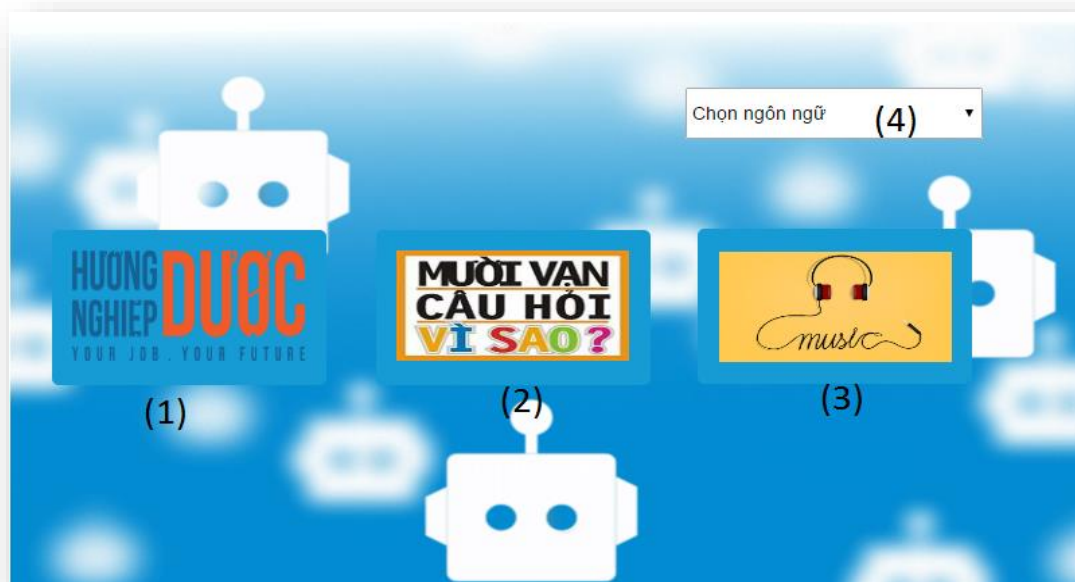 Chọn ngôn ngữ
(4)
HƯỚNG
NGHIỆP
DƯỢC
YOUR JOB . YOUR FUTURE
MƯỜI VẠN
CÂU HỎI
VÌ SAO?
music
(1)
(2)
(3)